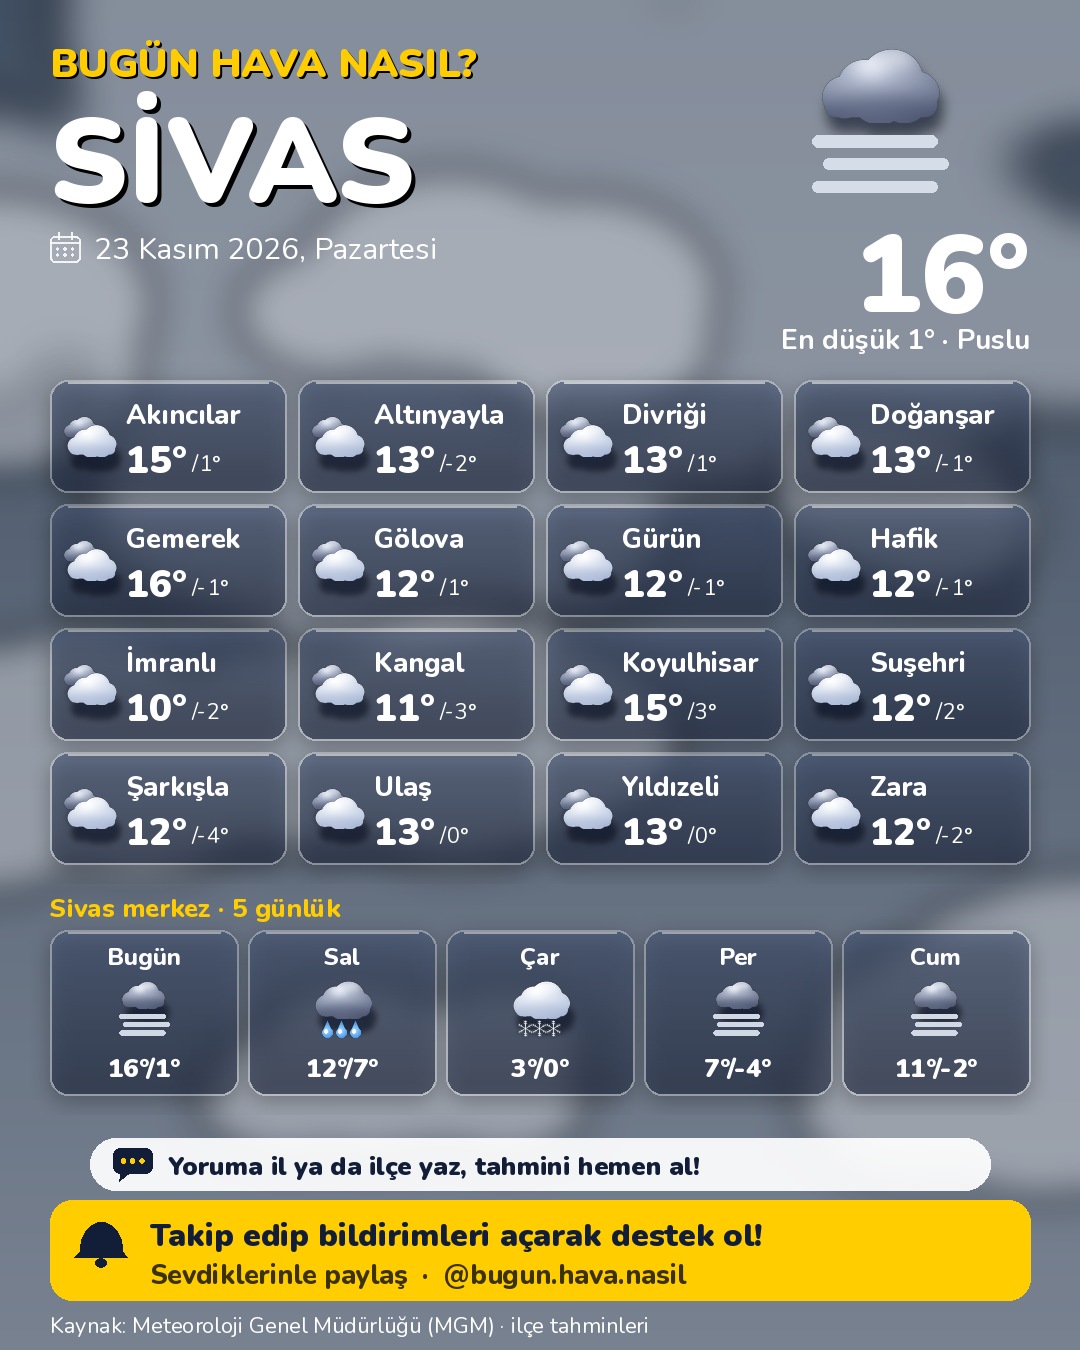 BUGÜN HAVA NASIL?
SİVAS
23 Kasım 2026, Pazartesi
16°
En düşük 1° · Puslu
Akıncılar
15° /1°
Altınyayla
13° /-2°
Divriği
13° /1°
Doğanşar
13° /-1°
Gemerek
16° /-1°
Gölova
12° /1°
Gürün
12° /-1°
Hafik
12° /-1°
İmranlı
10° /-2°
Kangal
11° /-3°
Koyulhisar
15° /3°
Suşehri
12° /2°
Şarkışla
12° /-4°
Ulaş
13° /0°
Yıldızeli
13° /0°
Zara
12° /-2°
Sivas merkez · 5 günlük
Bugün
16°/1°
Sal
12°/7°
Çar
3°/0°
Per
7°/-4°
Cum
11°/-2°
Yoruma il ya da ilçe yaz, tahmini hemen al!
Takip edip bildirimleri açarak destek ol!
Sevdiklerinle paylaş · @bugun.hava.nasil
Kaynak: Meteoroloji Genel Müdürlüğü (MGM) · ilçe tahminleri